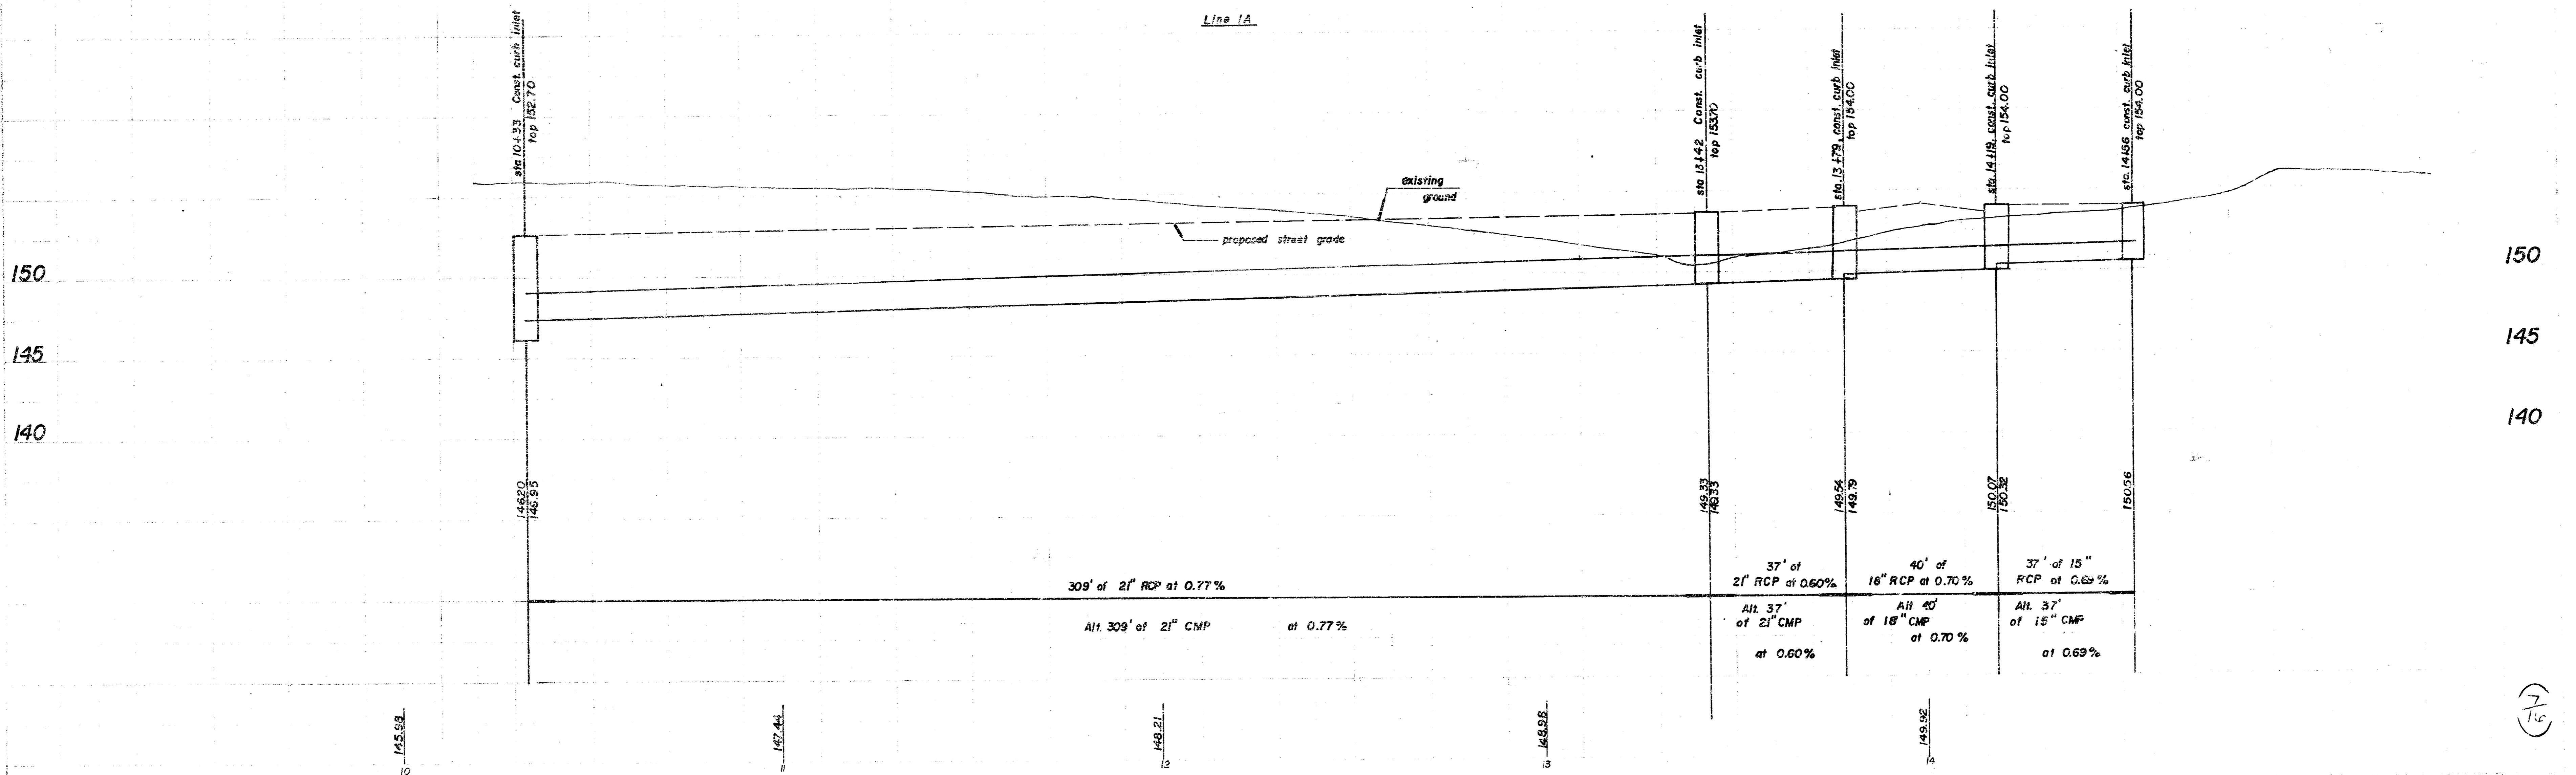 Line 1A
sta 10+33 Const. curb inlet
top 152.70
sta 13+42 Const. curb inlet
top 153.70
sta. 13+79, const. curb inlet
top 154.00
sta. 14+19, const. curb inlet
top 154.00
sta. 14+56 const. curb inlet
top 154.00
existing
ground
proposed street grade
150
145
140
150
145
140
146.20
146.95
149.33
149.54
149.79
150.07
150.32
150.56
309' of 21" RCP at 0.77%
37' of
21" RCP at 0.60%
40' of
18" RCP at 0.70%
37' of 15"
RCP at 0.69%
Alt. 309' of 21" CMP at 0.77%
Alt. 37'
of 21" CMP
at 0.60%
Alt 40'
of 18" CMP
at 0.70%
Alt. 37'
of 15" CMP
at 0.69%
145.98
147.44
148.21
148.98
149.92
10
11
12
13
14
7